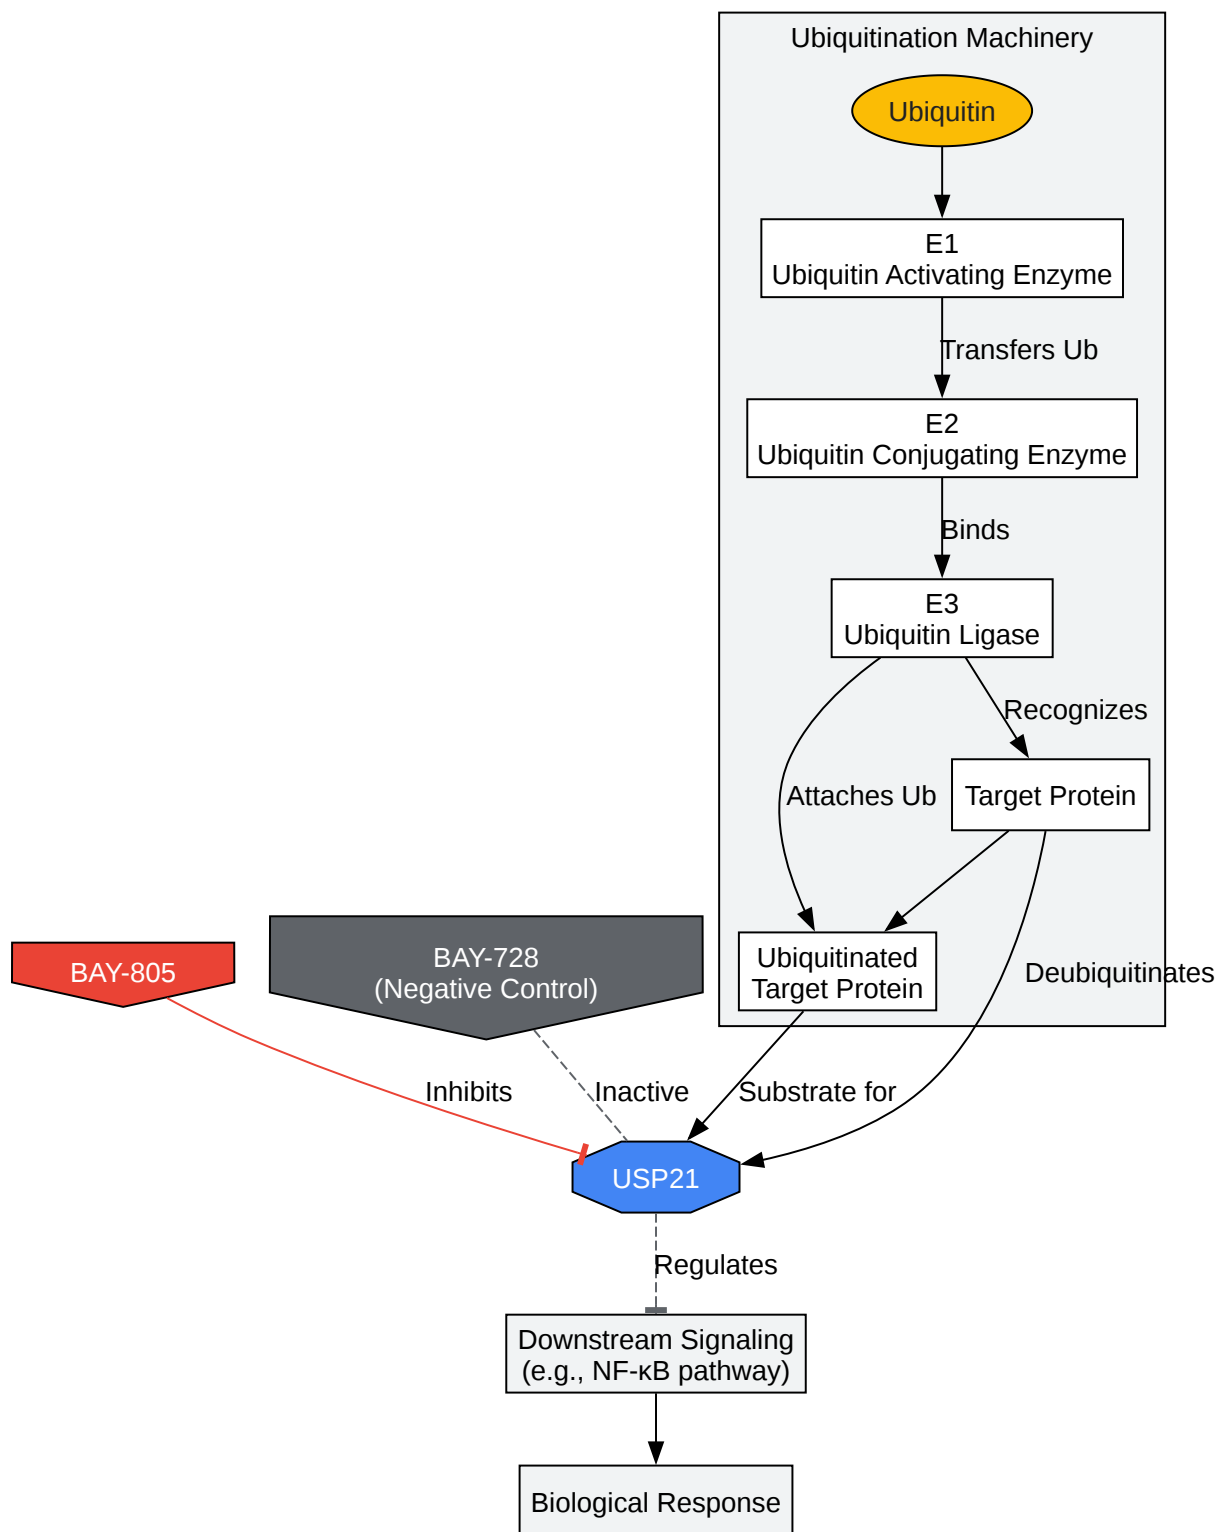 Ubiquitination Machinery
Ubiquitin
E1
Ubiquitin Activating Enzyme
Transfers Ub
E2
Ubiquitin Conjugating Enzyme
Binds
E3
Ubiquitin Ligase
Recognizes
Attaches Ub
Target Protein
BAY-805
BAY-728
(Negative Control)
Ubiquitinated
Target Protein
Deubiquitinates
Inhibits
Inactive
Substrate for
USP21
Regulates
Downstream Signaling
(e.g., NF-κB pathway)
Biological Response